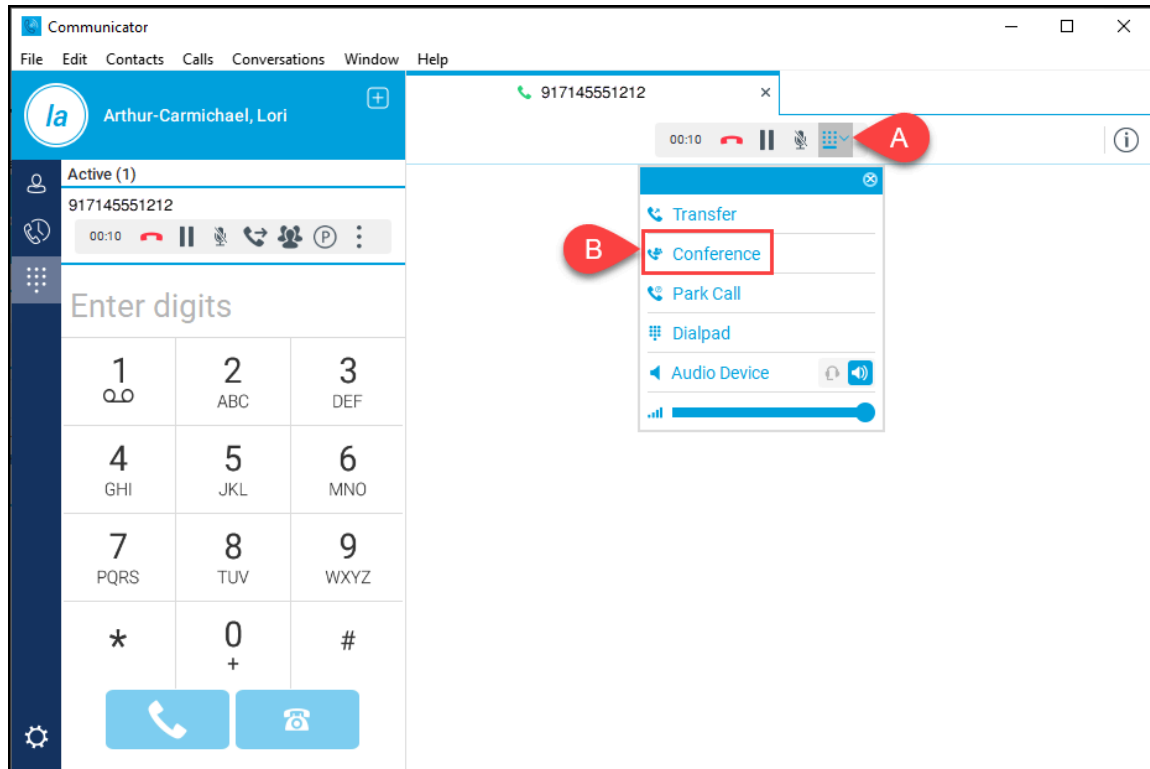 Communicator
File Edit Contacts Calls Conversations Window Help
la
Arthur-Carmichael, Lori
917145551212
00:10
A
Active (1)
917145551212
00:10
P
Transfer
B
Conference
Park Call
Dialpad
Audio Device
Enter digits
1 2 3
ABC DEF
4 5 6
GHI JKL MNO
7 8 9
PQRS TUV WXYZ
* 0 #
+